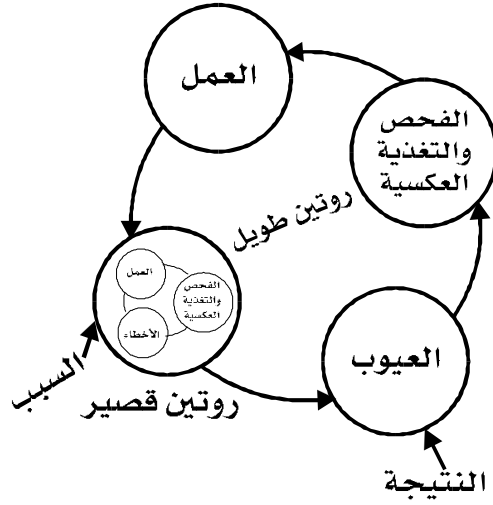 العمل
الفحص
والتغذية
العكسية
روتين طويل
العمل
الفحص
والتغذية
العكسية
الأخطاء
العيوب
السبب
روتين قصير
النتيجة